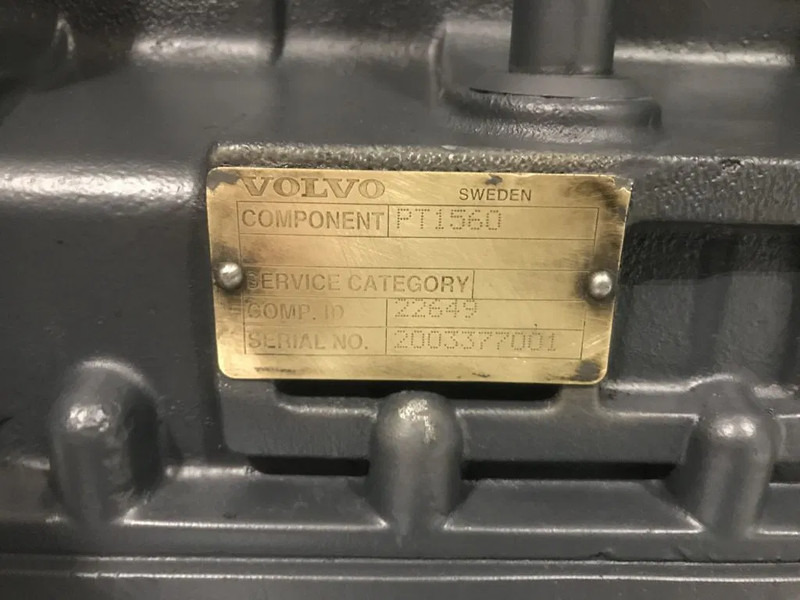 VOLVO SWEDEN
COMPONENT PT1560
SERVICE CATEGORY
COMP. ID 22649
SERIAL NO. 2003377001